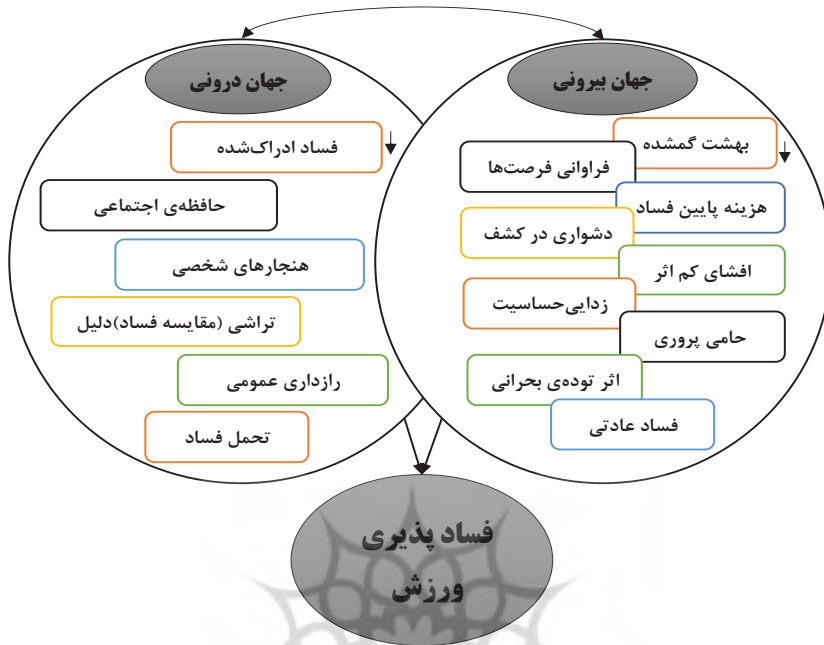 جهان بیرونی
بهشت گمشده
فراوانی فرصت‌ها
هزینه پایین فساد
دشواری در کشف
افشای کم اثر
زدایی‌حساسیت
حامی پروری
اثر توده‌ی بحرانی
فساد عادتی
جهان درونی
فساد ادراک‌شده
حافظه‌ی اجتماعی
هنجارهای شخصی
تراشی (مقایسه فساد)دلیل
رازداری عمومی
تحمل فساد
فساد پذیری
ورزش